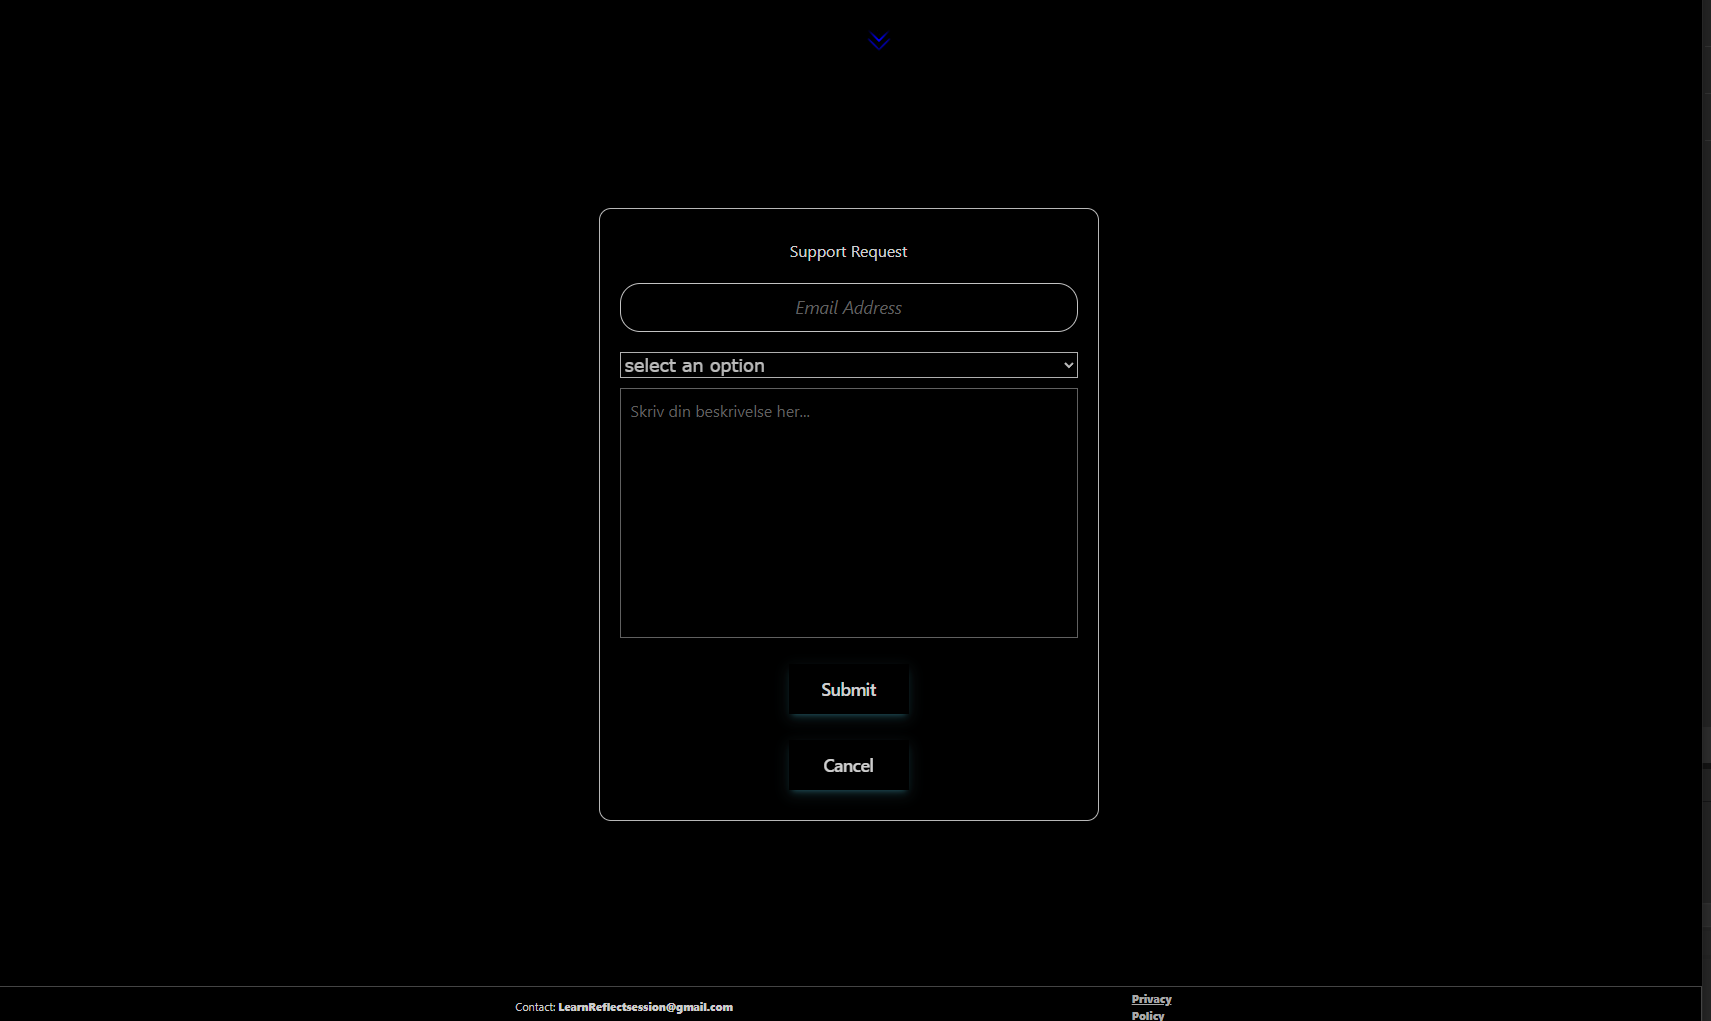 Support Request
Email Address
select an option
Skriv din beskrivelse her...
Submit
Cancel
Contact: LearnReflectsession@gmail.com
Privacy
Policy